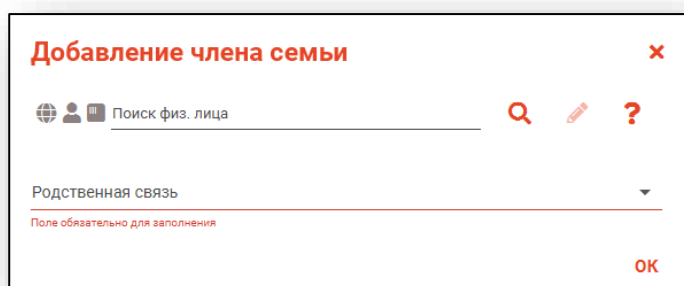 Добавление члена семьи
Поиск физ. лица
Родственная связь
Поле обязательно для заполнения
ОК